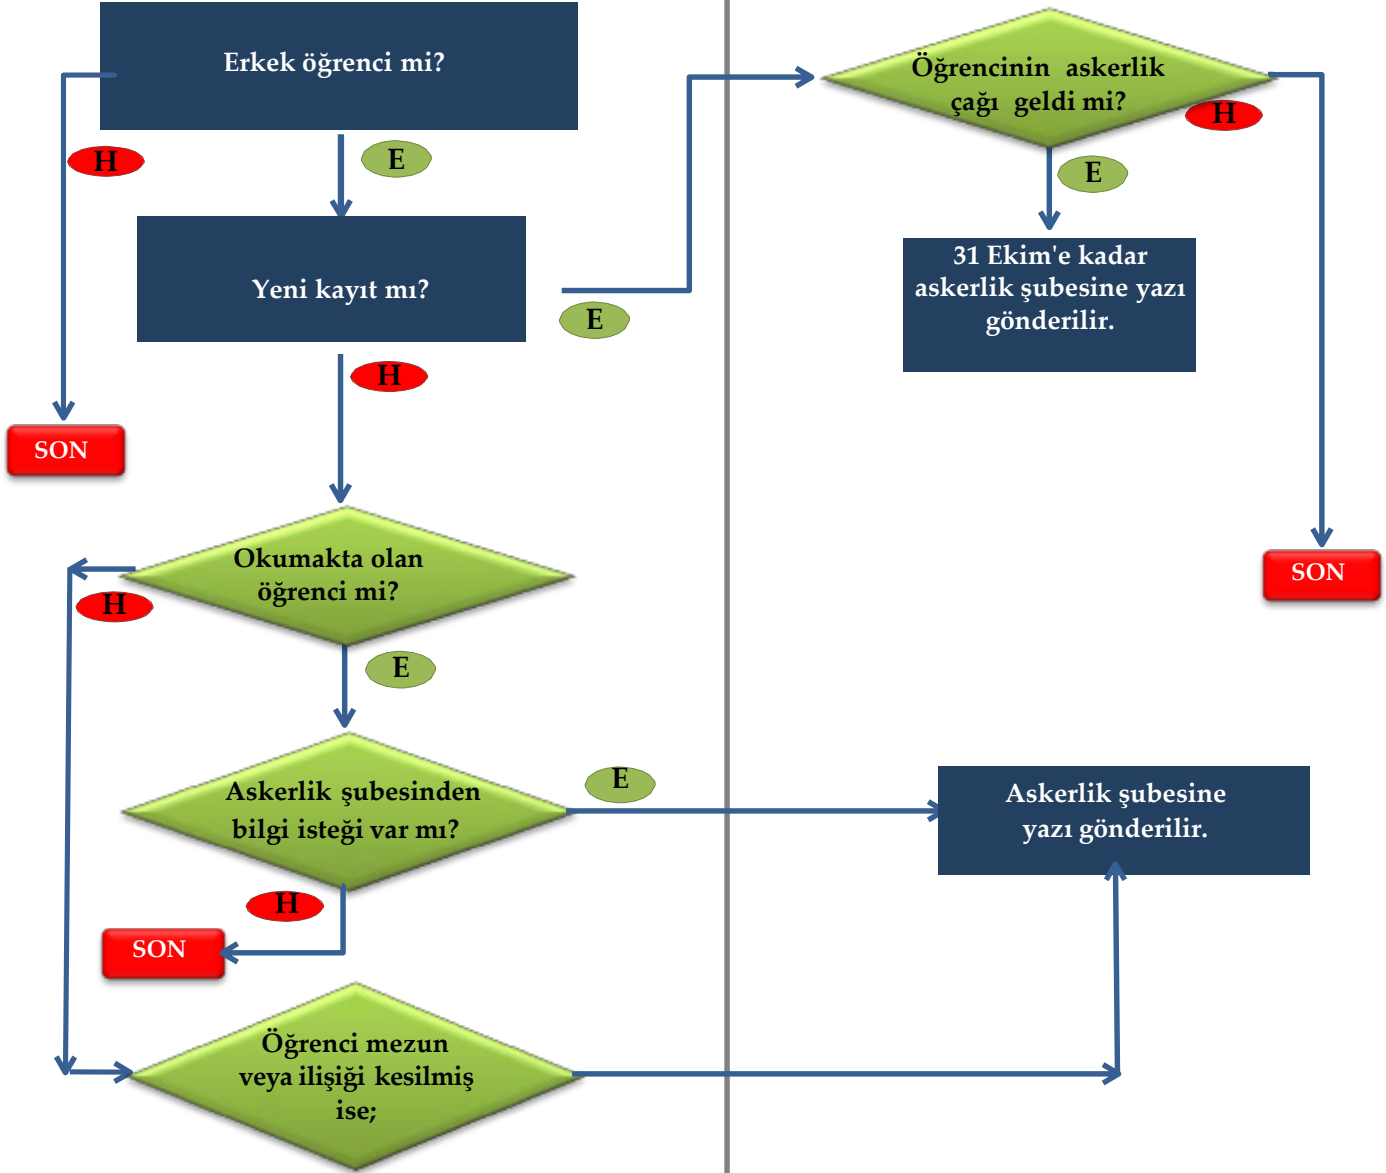 Erkek öğrenci mi?
H
E
Yeni kayıt mı?
E
H
SON
Okumakta olan
öğrenci mi?
H
E
Askerlik şubesinden
bilgi isteği var mı?
E
H
SON
Öğrenci mezun
veya ilişiği kesilmiş
ise;
Öğrencinin askerlik
çağı geldi mi?
H
E
31 Ekim'e kadar
askerlik şubesine yazı
gönderilir.
SON
Askerlik şubesine
yazı gönderilir.